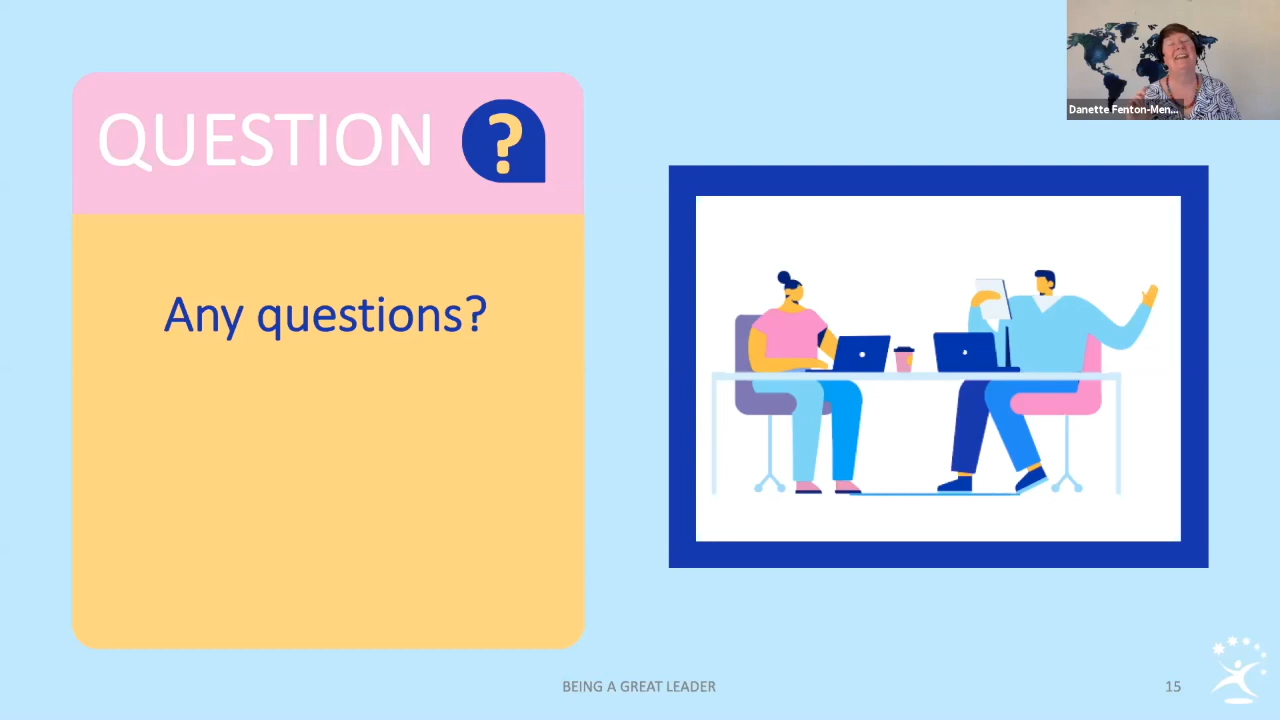 Danette Fenton-Men...
QUESTION ?
Any questions?
BEING A GREAT LEADER
15